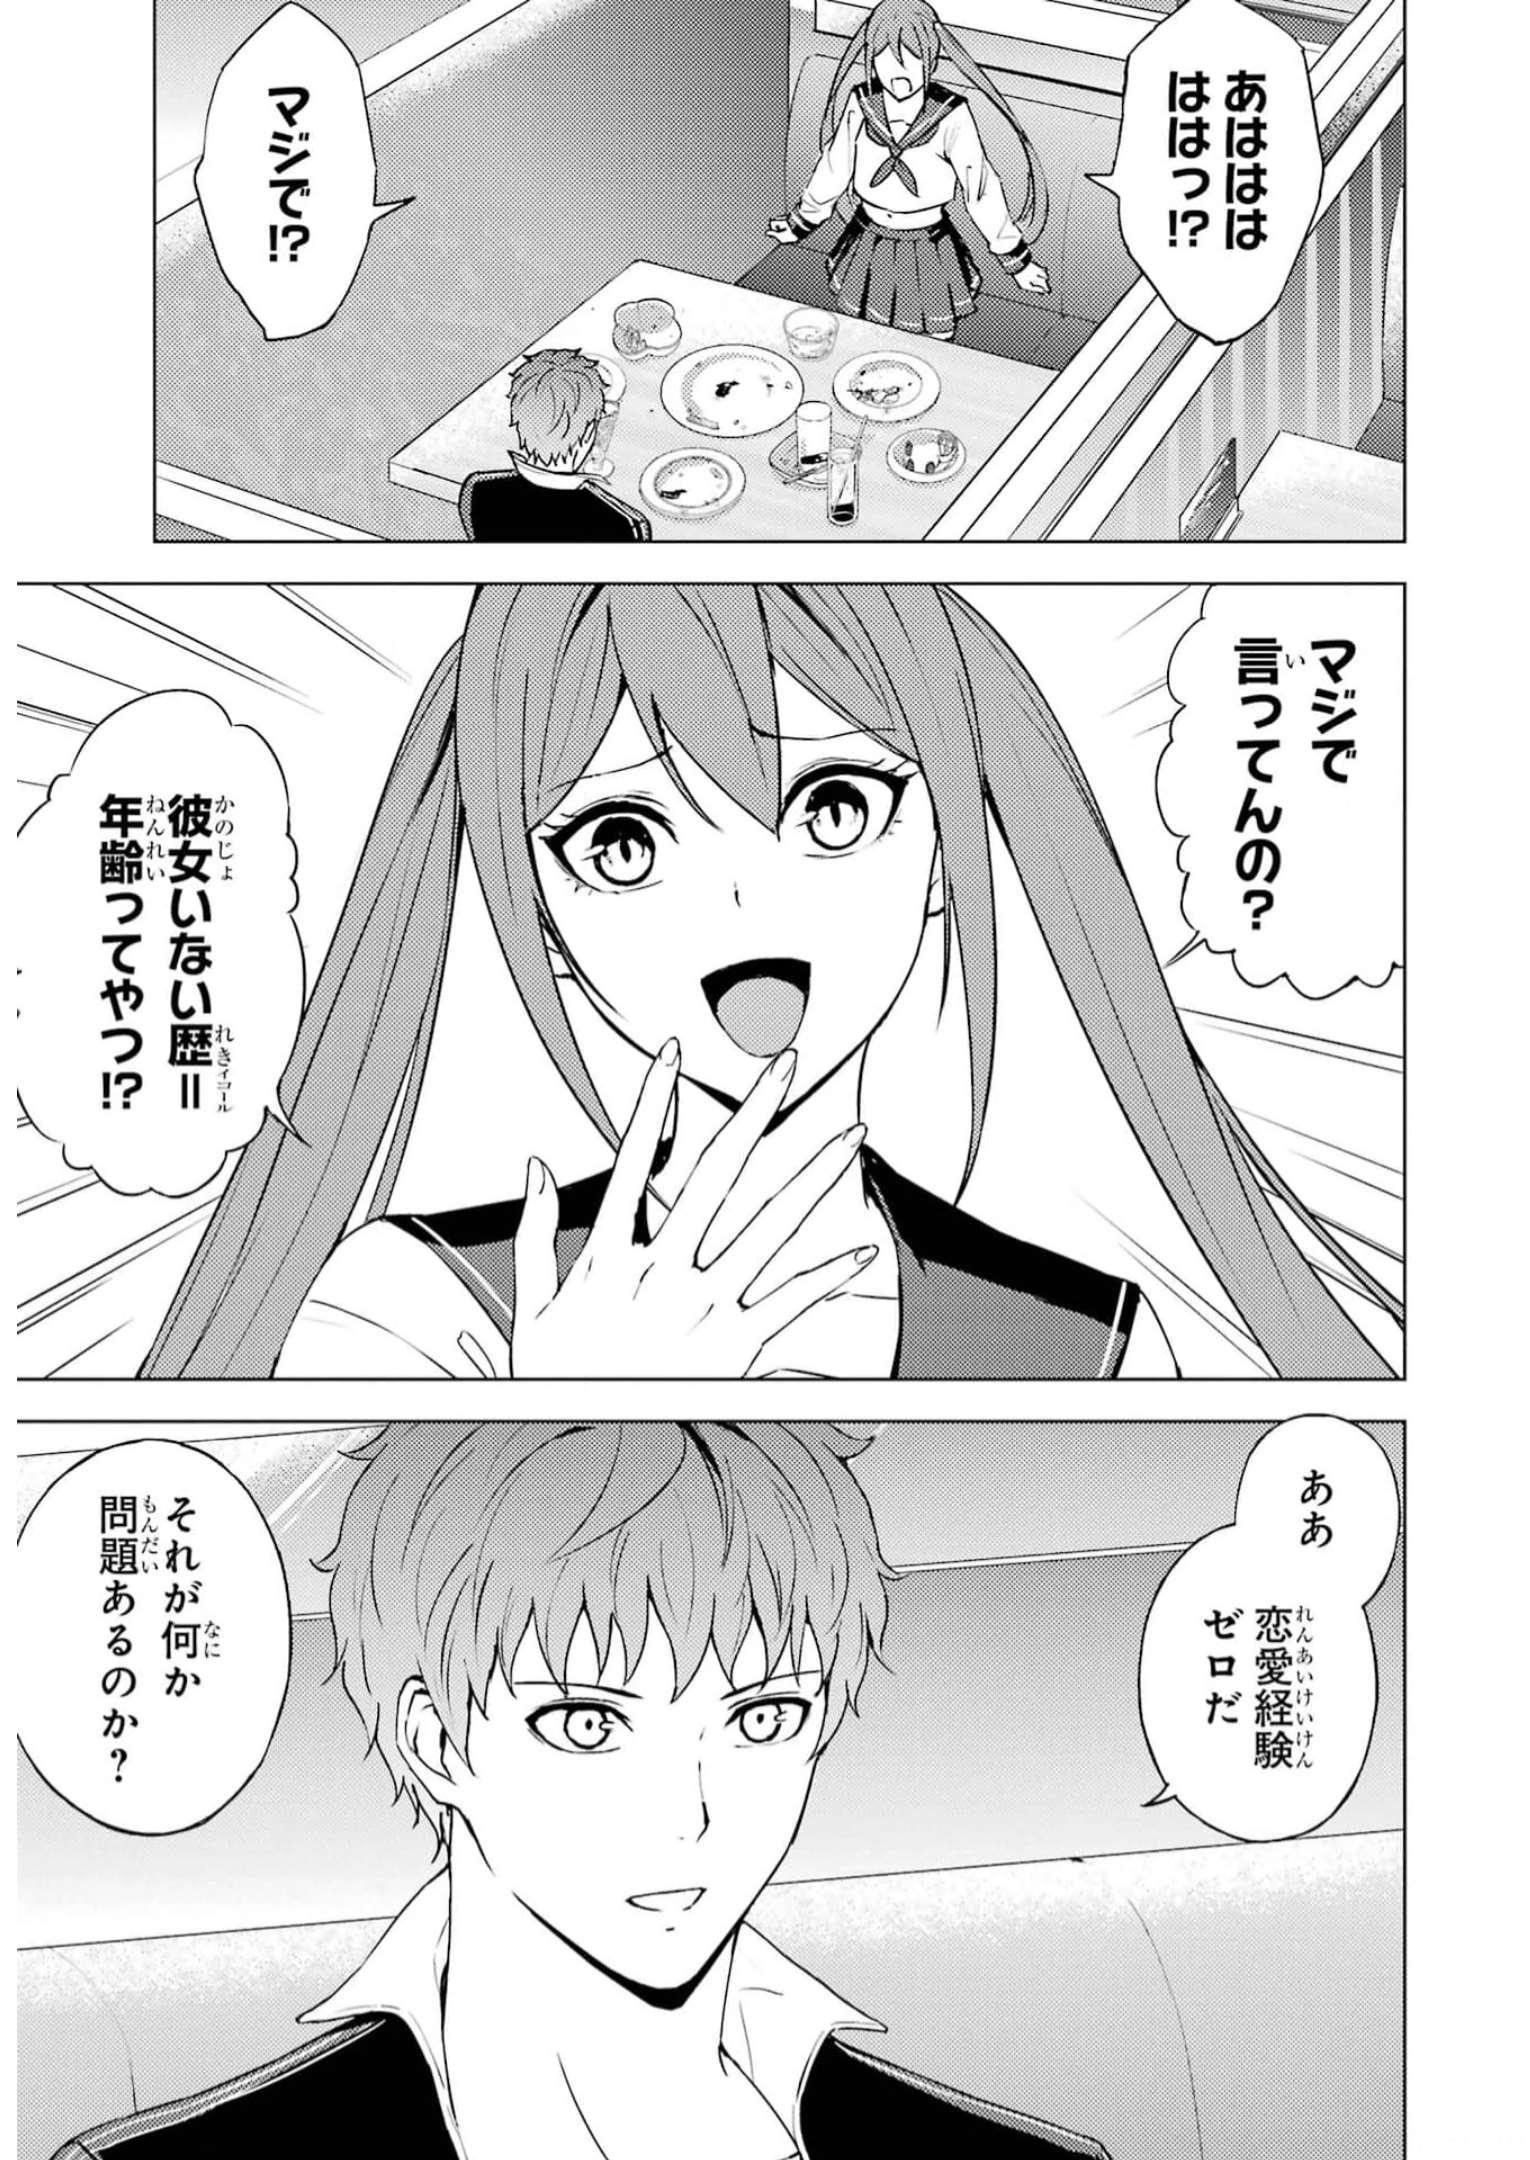 あははは
ははっ!?
マジで!?
マジで
言ってんの？
彼女いない歴＝
年齢ってやつ!?
ああ
恋愛経験
ゼロだ
それが何か
問題あるのか？